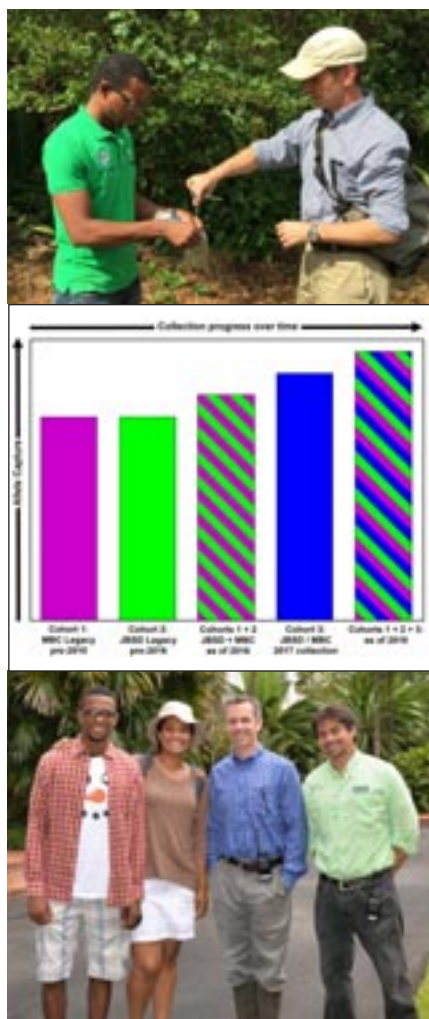 Collection progress over time
Allele Capture
Cohort 1:
MBC Legacy
pre-2016
Cohort 2:
JBSD Legacy
pre-2016
Cohorts 1 + 2
JBSD + MBC
as of 2016
Cohort 3:
JBSD / MBC
2017 collection
Cohorts 1 + 2 + 3:
as of 2018